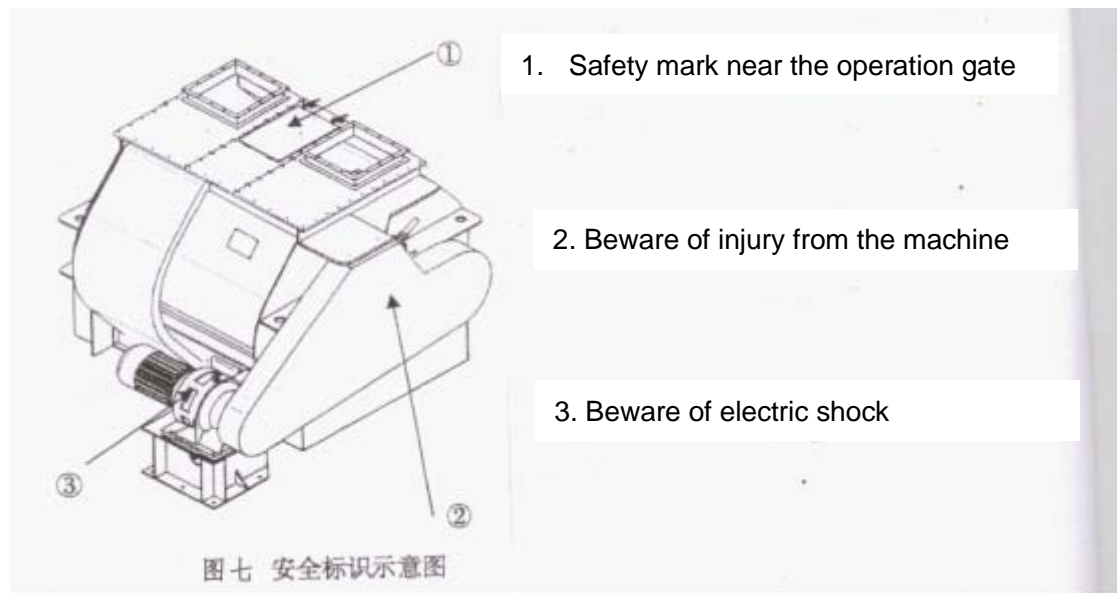 ①
1. Safety mark near the operation gate
2. Beware of injury from the machine
3. Beware of electric shock
③
②
图七 安全标识示意图